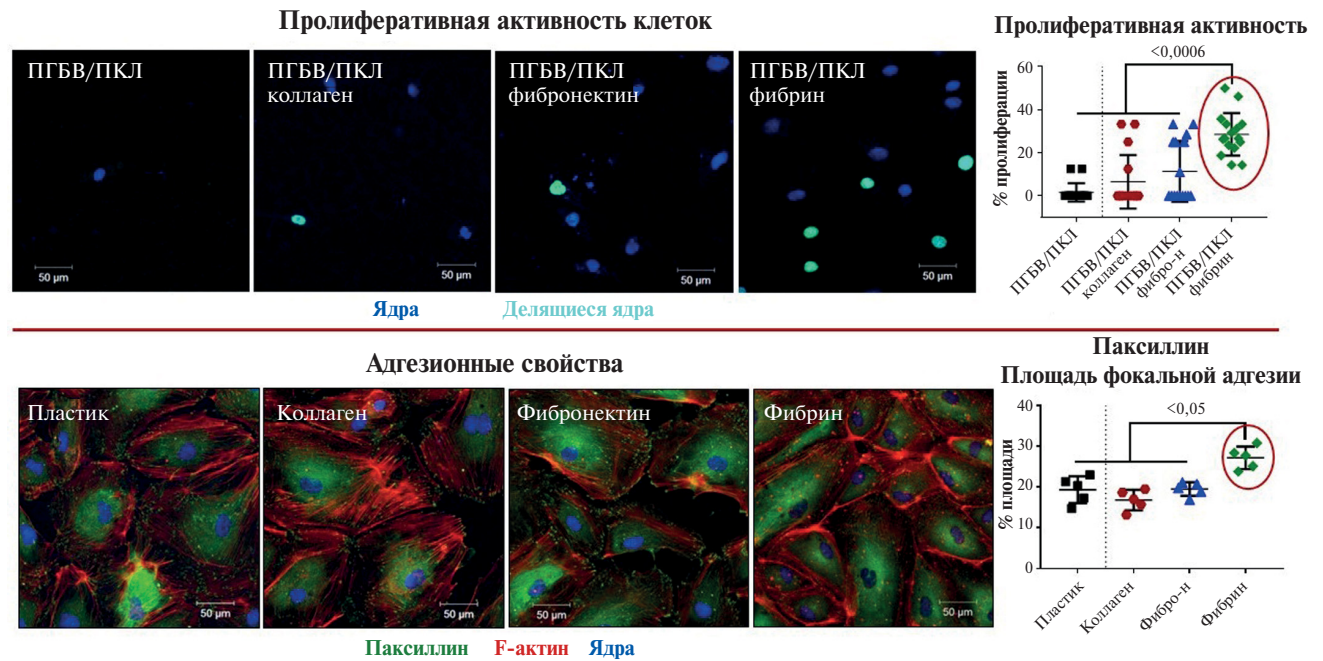 Пролиферативная активность клеток
ПГБВ/ПКЛ
50 μm
ПГБВ/ПКЛ
коллаген
50 μm
ПГБВ/ПКЛ
фибронектин
50 μm
ПГБВ/ПКЛ
фибрин
50 μm
Ядра
Делящиеся ядра
Пролиферативная активность
<0,0006
% пролиферации
60
40
20
0
ПГБВ/ПКЛ
ПГБВ/ПКЛ
коллаген
ПГБВ/ПКЛ
фибро-н
ПГБВ/ПКЛ
фибрин
Адгезионные свойства
Пластик
50 μm
Коллаген
50 μm
Фибронектин
50 μm
Фибрин
50 μm
Паксиллин
F-актин
Ядра
Паксиллин
Площадь фокальной адгезии
<0,05
% площади
40
30
20
10
0
Пластик
Коллаген
Фибро-н
Фибрин